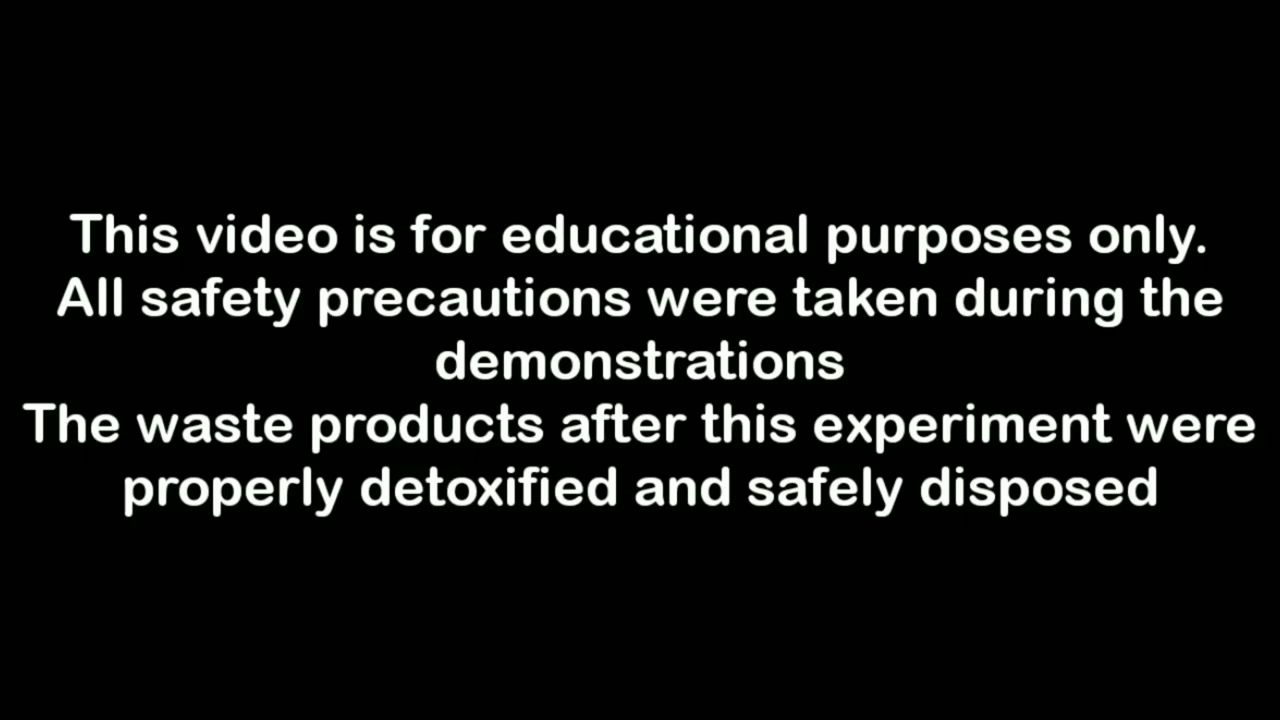 This video is for educational purposes only.
All safety precautions were taken during the
demonstrations
The waste products after this experiment were
properly detoxified and safely disposed